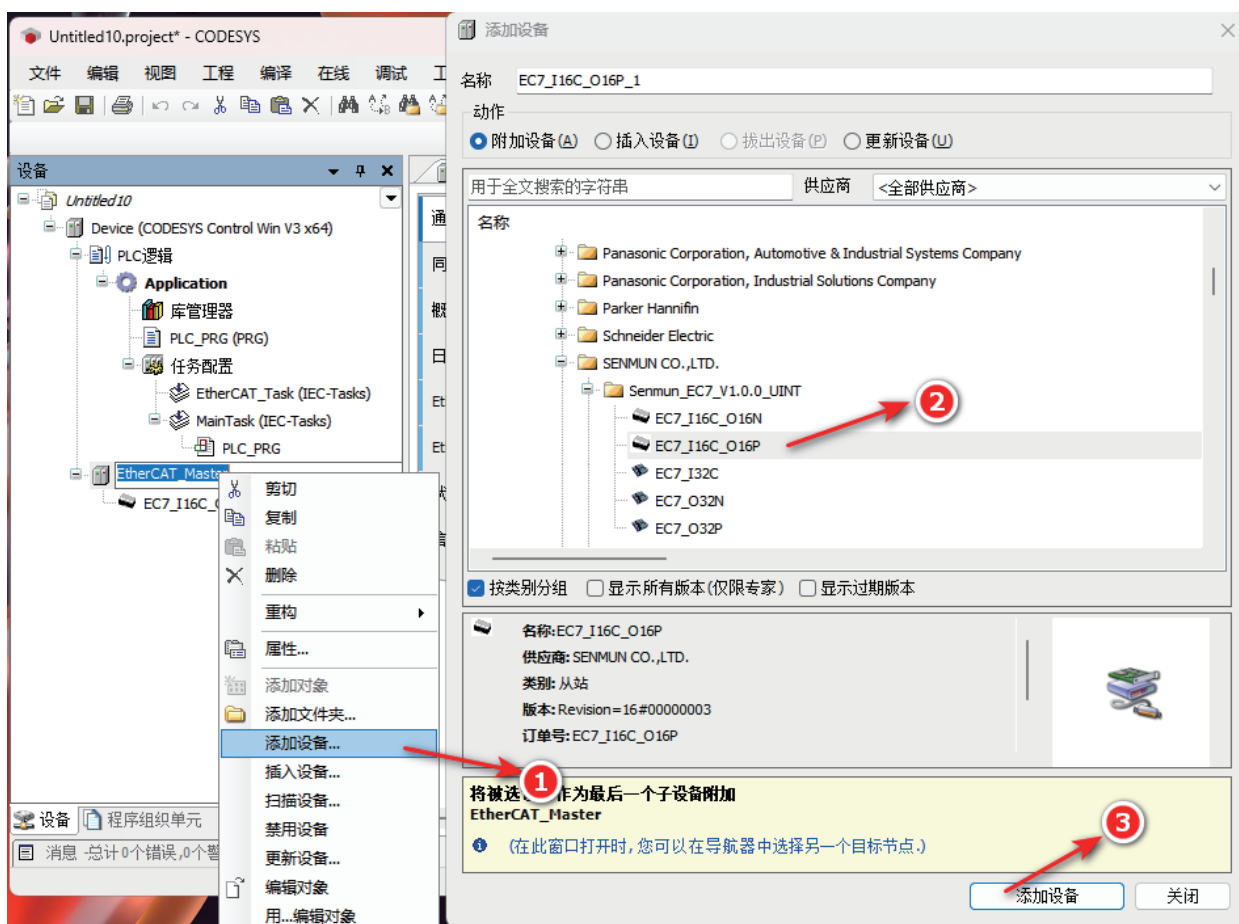 Untitled10.project* - CODESYS
文件 编辑 视图 工程 编译 在线 调试
设备
Untitled10
Device (CODESYS Control Win V3 x64)
PLC逻辑
Application
库管理器
PLC_PRG (PRG)
任务配置
EtherCAT_Task (IEC-Tasks)
MainTask (IEC-Tasks)
PLC_PRG
EtherCAT_Master
EC7_I16C_
剪切
复制
粘贴
删除
重构
属性...
添加对象
添加文件夹...
添加设备...
插入设备...
扫描设备...
禁用设备
更新设备...
编辑对象
用...编辑对象
设备 程序组织单元
消息 -总计0个错误,0个警
通
同
概
日
Et
Et
添加设备
名称 EC7_I16C_O16P_1
动作
附加设备(A) 插入设备(I) 拔出设备(P) 更新设备(U)
用于全文搜索的字符串 供应商 <全部供应商>
名称
Panasonic Corporation, Automotive & Industrial Systems Company
Panasonic Corporation, Industrial Solutions Company
Parker Hannifin
Schneider Electric
SENMUN CO.,LTD.
Senmun_EC7_V1.0.0_UINT
EC7_I16C_O16N
EC7_I16C_O16P
2
EC7_I32C
EC7_O32N
EC7_O32P
按类别分组 显示所有版本(仅限专家) 显示过期版本
名称:EC7_I16C_O16P
供应商: SENMUN CO.,LTD.
类别: 从站
版本: Revision=16#00000003
订单号: EC7_I16C_O16P
1
将被选 作为最后一个子设备附加
EtherCAT_Master
3
(在此窗口打开时,您可以在导航器中选择另一个目标节点.)
添加设备 关闭